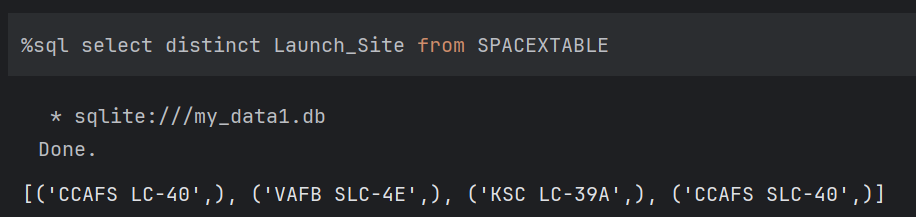 %sql select distinct Launch_Site from SPACEXTABLE
* sqlite:///my_data1.db
Done.
[('CCAFS LC-40',), ('VAFB SLC-4E',), ('KSC LC-39A',), ('CCAFS SLC-40',)]